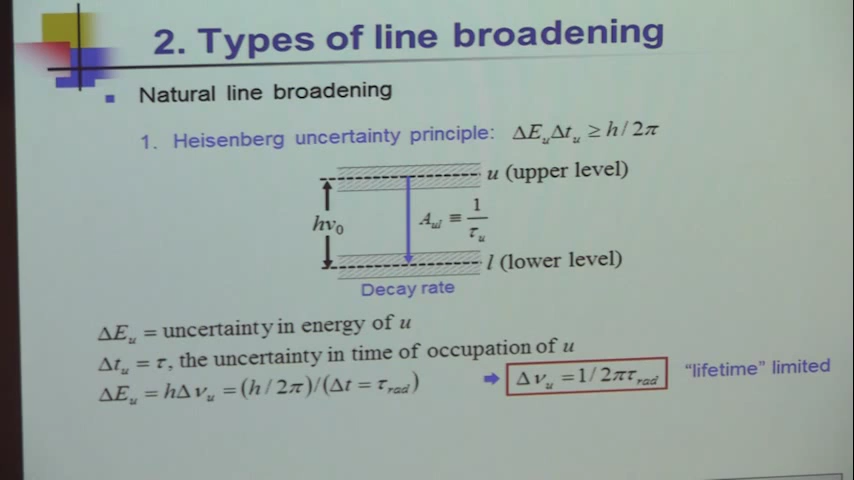 2. Types of line broadening
Natural line broadening
1. Heisenberg uncertainty principle: ΔE_uΔt_u ≥ h/2π
u (upper level)
hν₀
A_ul ≡ 1/τ_u
l (lower level)
Decay rate
ΔE_u = uncertainty in energy of u
Δt_u = τ, the uncertainty in time of occupation of u
ΔE_u = hΔν_u = (h/2π)/(Δt = τ_rad)
Δν_u = 1/2πτ_rad
"lifetime" limited